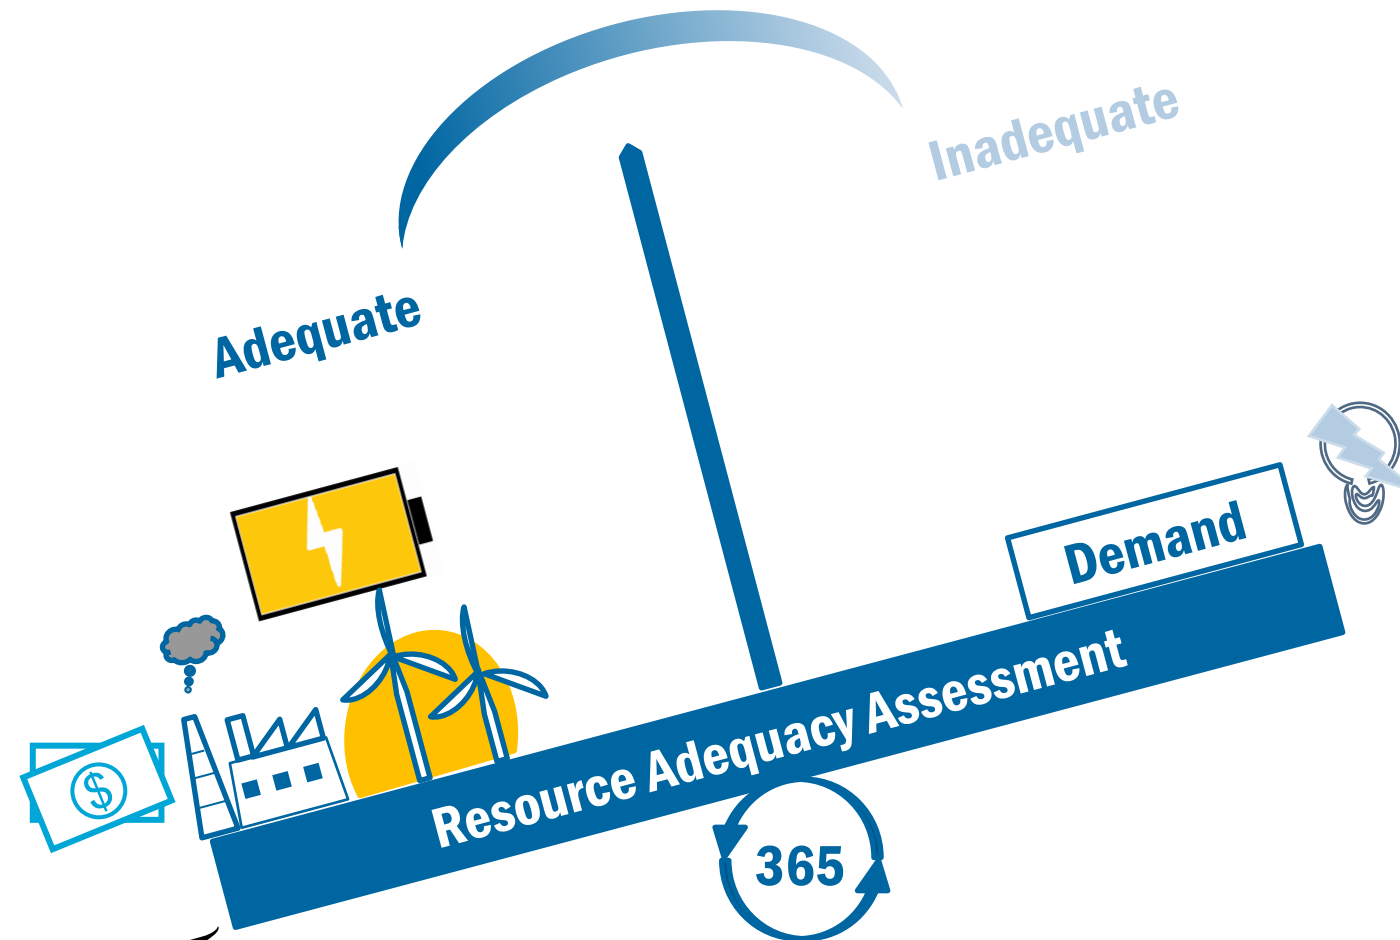 Inadequate
Adequate
Demand
Resource Adequacy Assessment
$
365